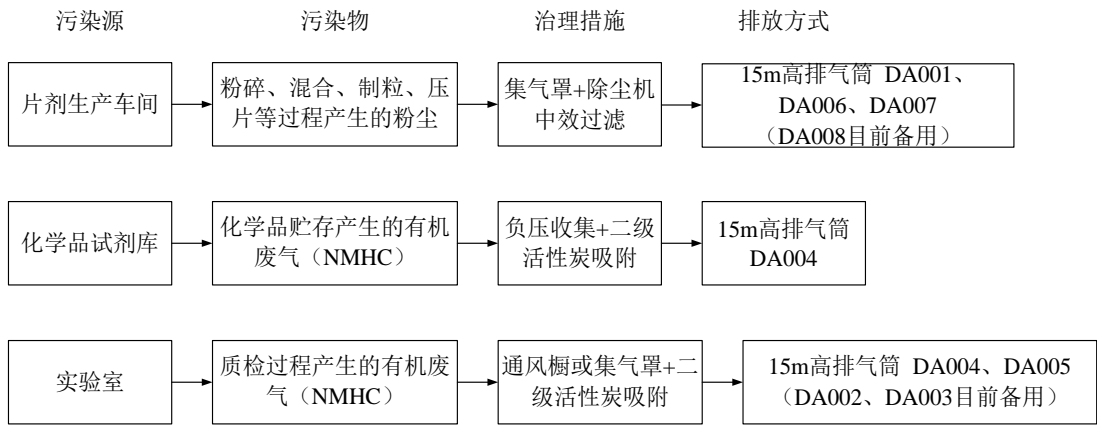 污染源 污染物 治理措施 排放方式
片剂生产车间
粉碎、混合、制粒、压
片等过程产生的粉尘
集气罩+除尘机
中效过滤
15m高排气筒 DA001、
DA006、DA007
（DA008目前备用）
化学品试剂库
化学品贮存产生的有机
废气（NMHC）
负压收集+二级
活性炭吸附
15m高排气筒
DA004
实验室
质检过程产生的有机废
气（NMHC）
通风橱或集气罩+二
级活性炭吸附
15m高排气筒 DA004、DA005
（DA002、DA003目前备用）